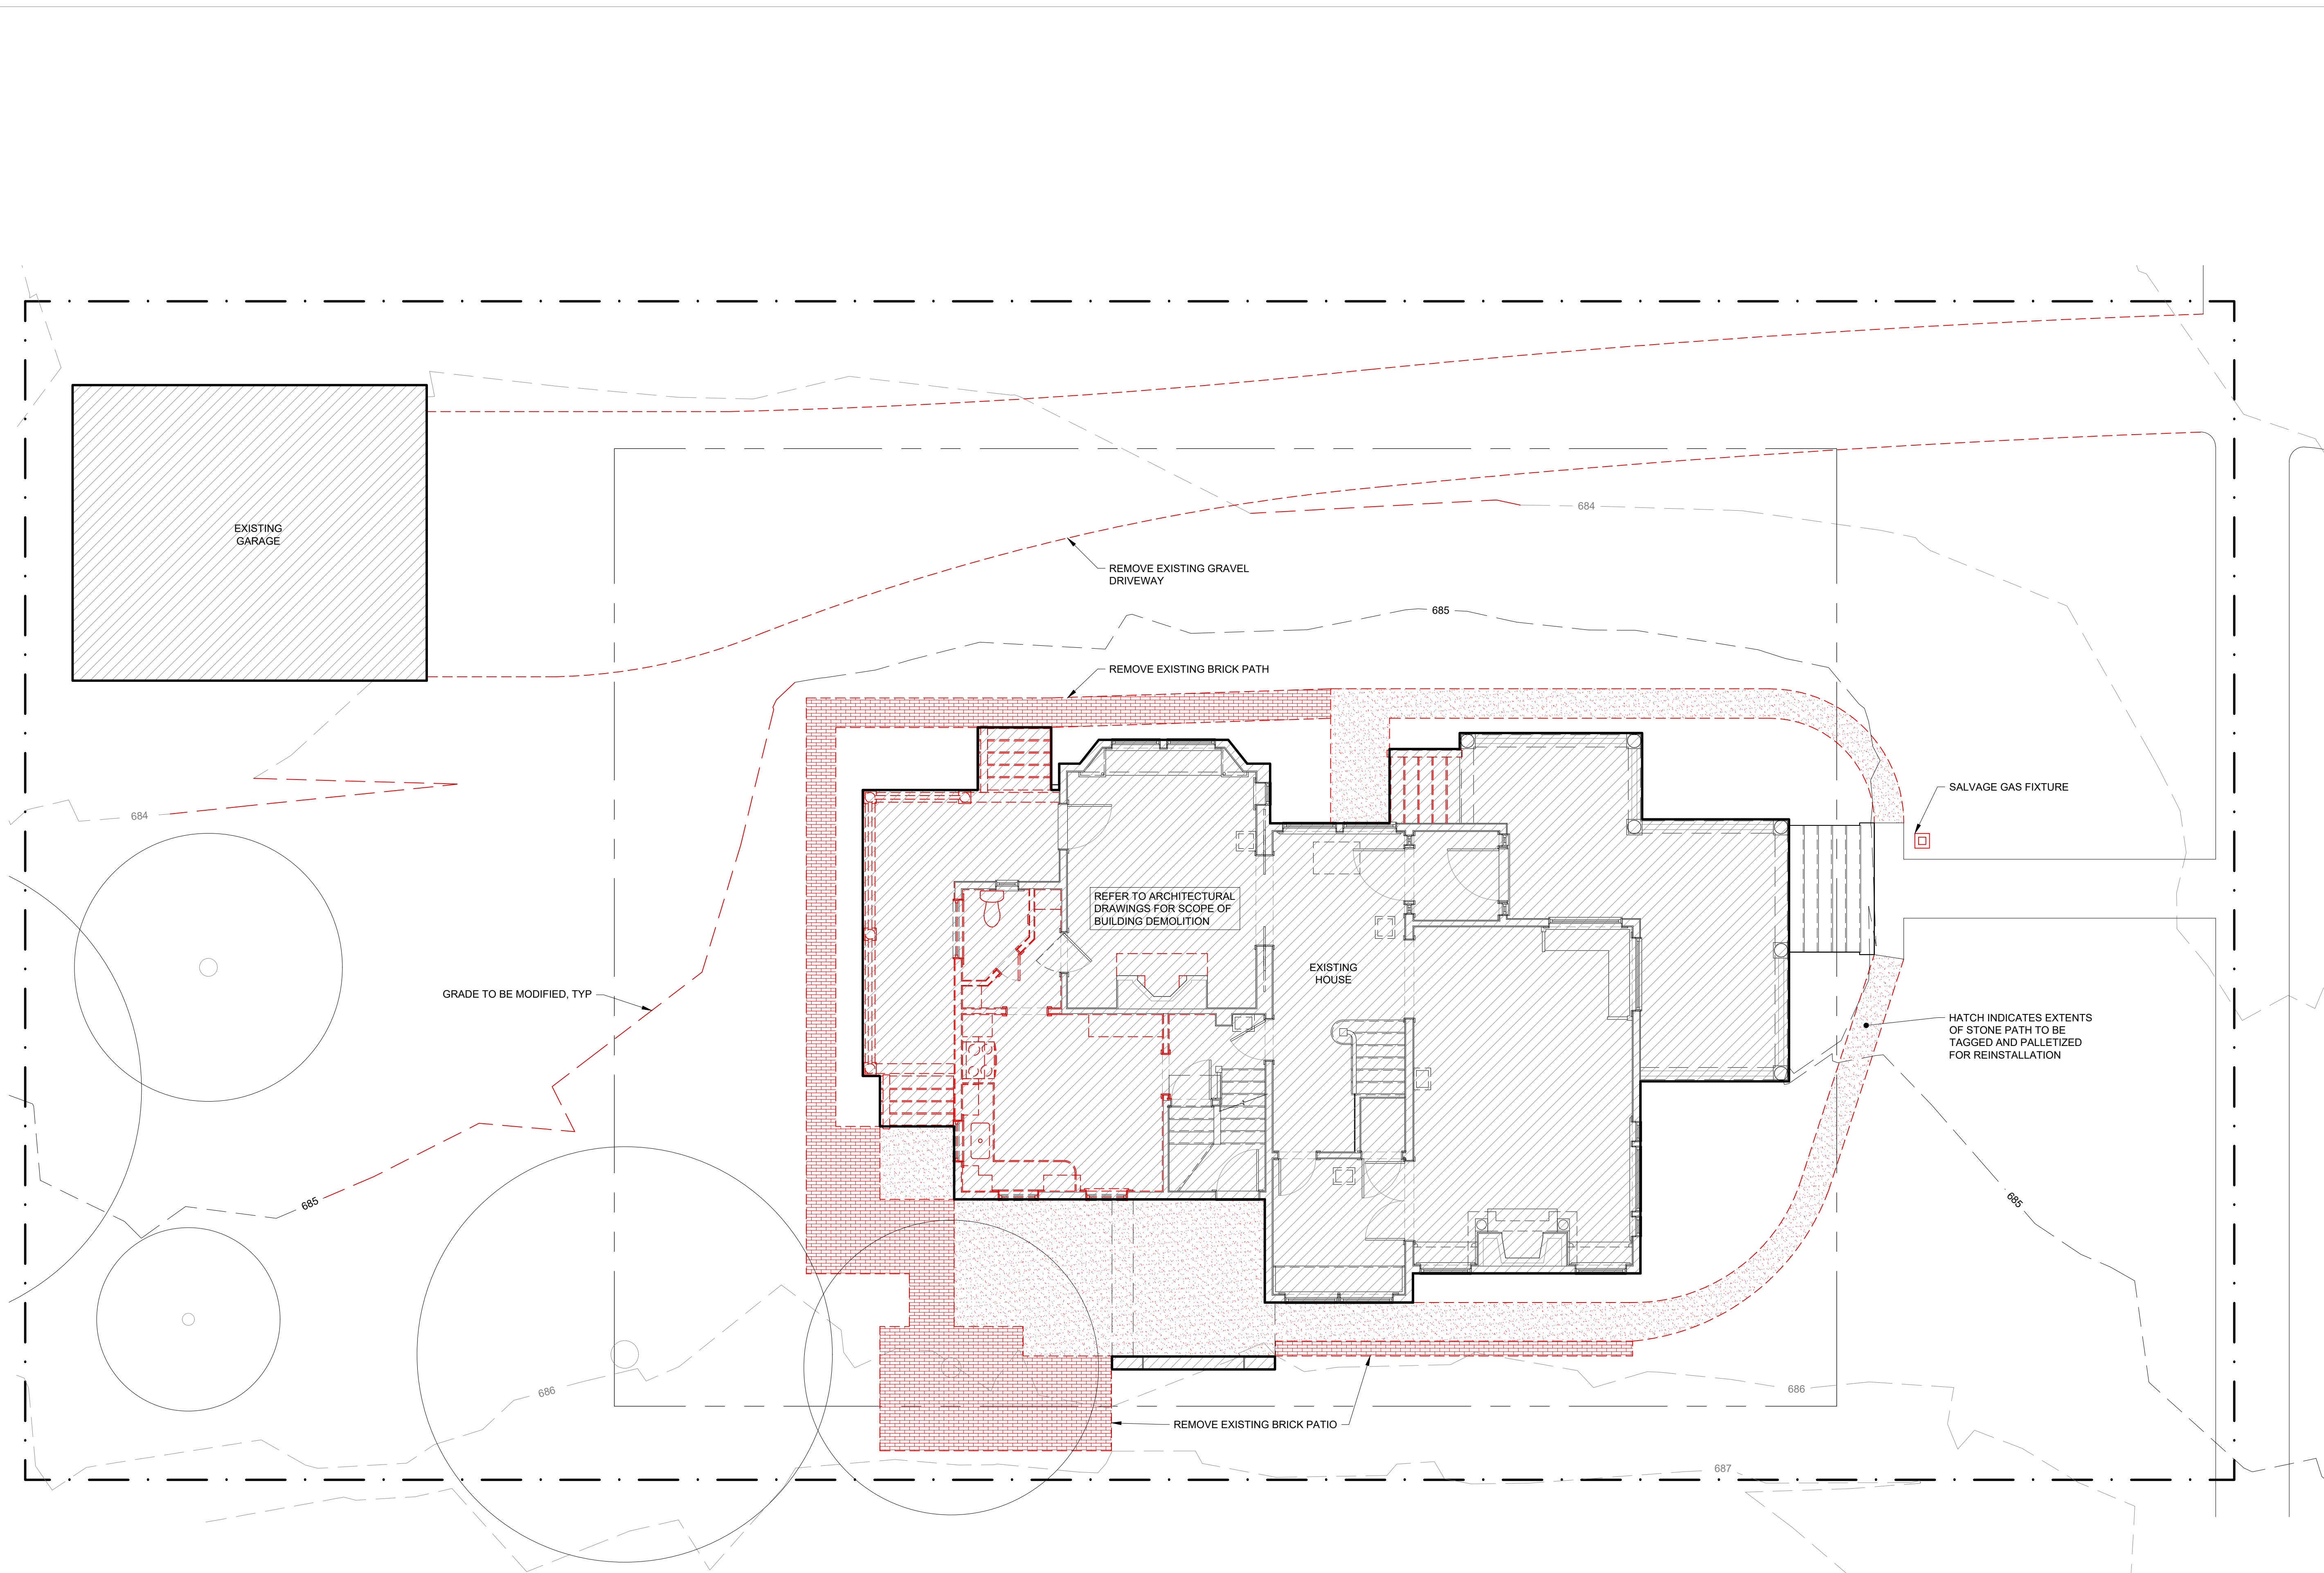 EXISTING
GARAGE
684
REMOVE EXISTING GRAVEL
DRIVEWAY
685
REMOVE EXISTING BRICK PATH
SALVAGE GAS FIXTURE
684
REFER TO ARCHITECTURAL
DRAWINGS FOR SCOPE OF
BUILDING DEMOLITION
EXISTING
HOUSE
GRADE TO BE MODIFIED, TYP
HATCH INDICATES EXTENTS
OF STONE PATH TO BE
TAGGED AND PALLETIZED
FOR REINSTALLATION
685
685
686
686
REMOVE EXISTING BRICK PATIO
687